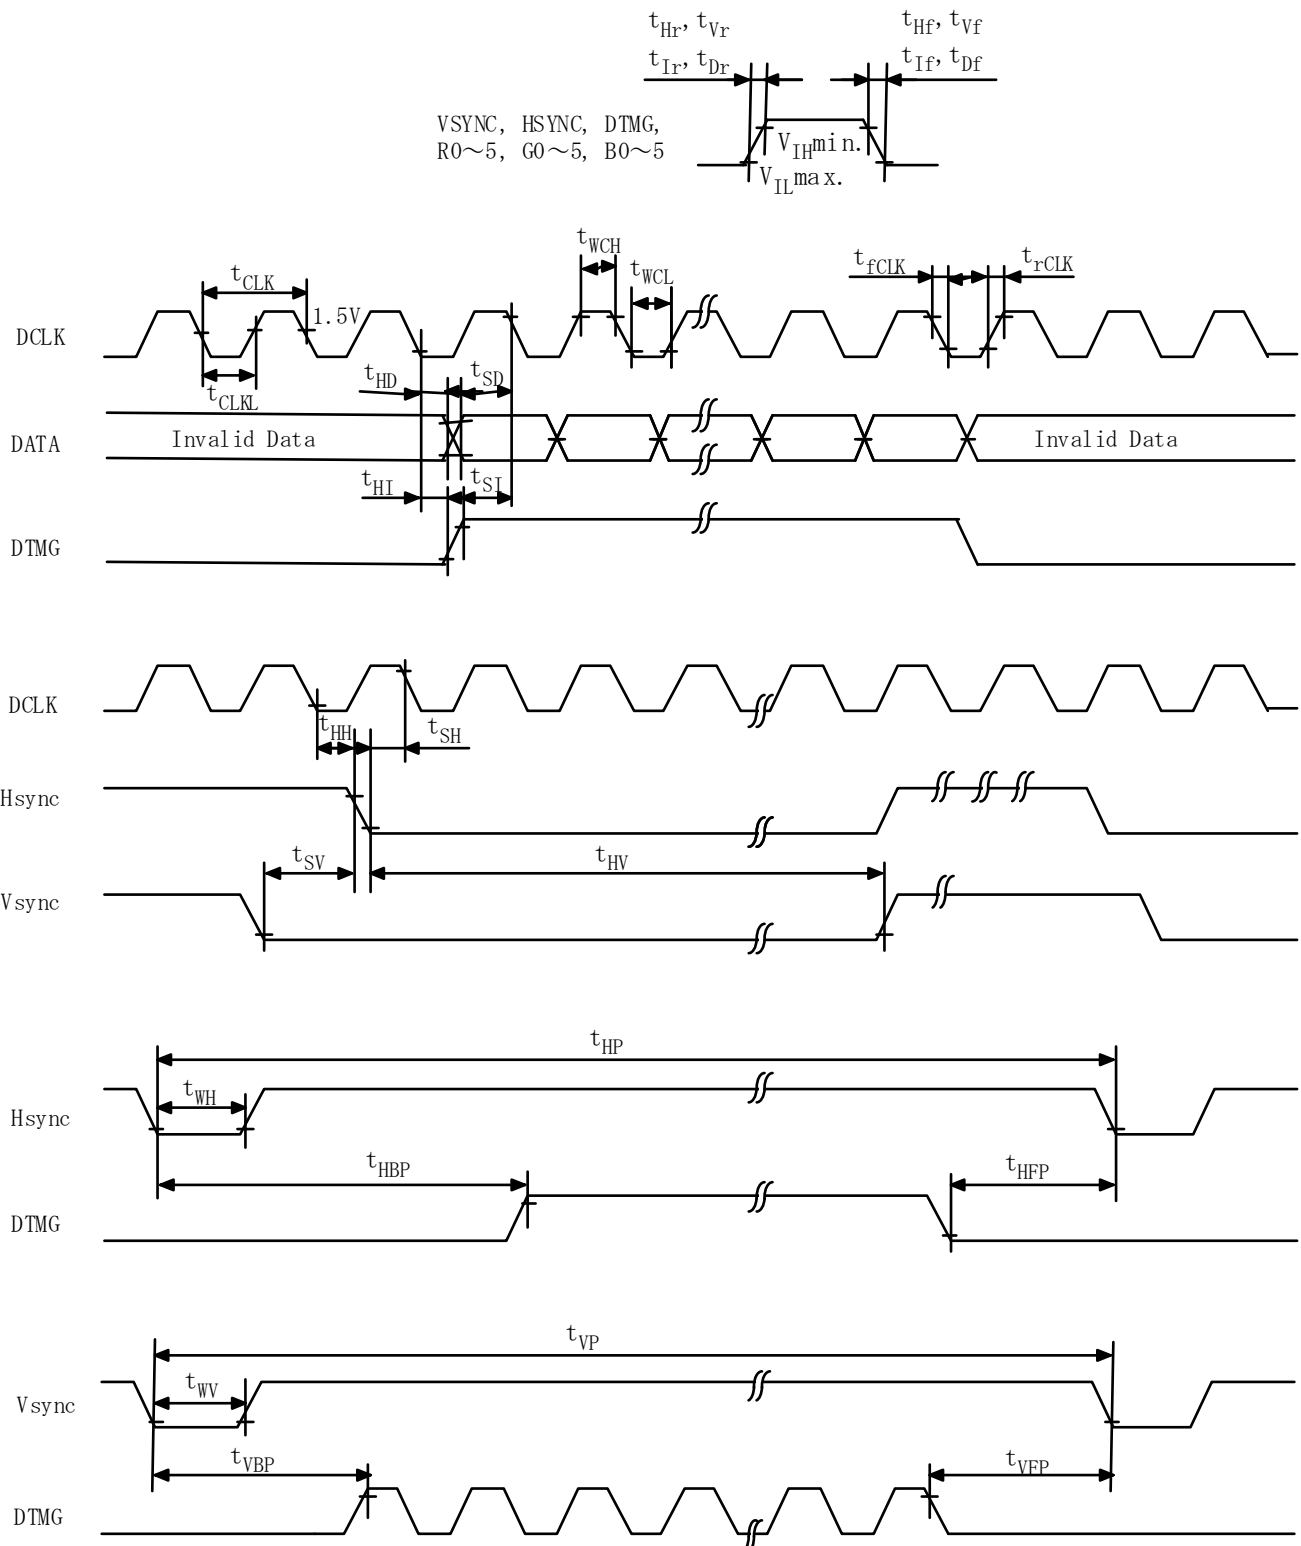 tHr, tVr
tHf, tVf
tIr, tDr
tIf, tDf
VSYNC, HSYNC, DTMG,
R0～5, G0～5, B0～5
VIHmin.
VILmax.
tWCH
tCLK
tWCL
tfCLK
trCLK
1.5V
DCLK
tHD
tSD
tCLKL
DATA
Invalid Data
Invalid Data
tHI
tSI
DTMG
DCLK
tHH
tSH
Hsync
tSV
tHV
Vsync
tHP
tWH
Hsync
tHBP
tHFP
DTMG
tVP
tWV
Vsync
tVBP
tVFP
DTMG